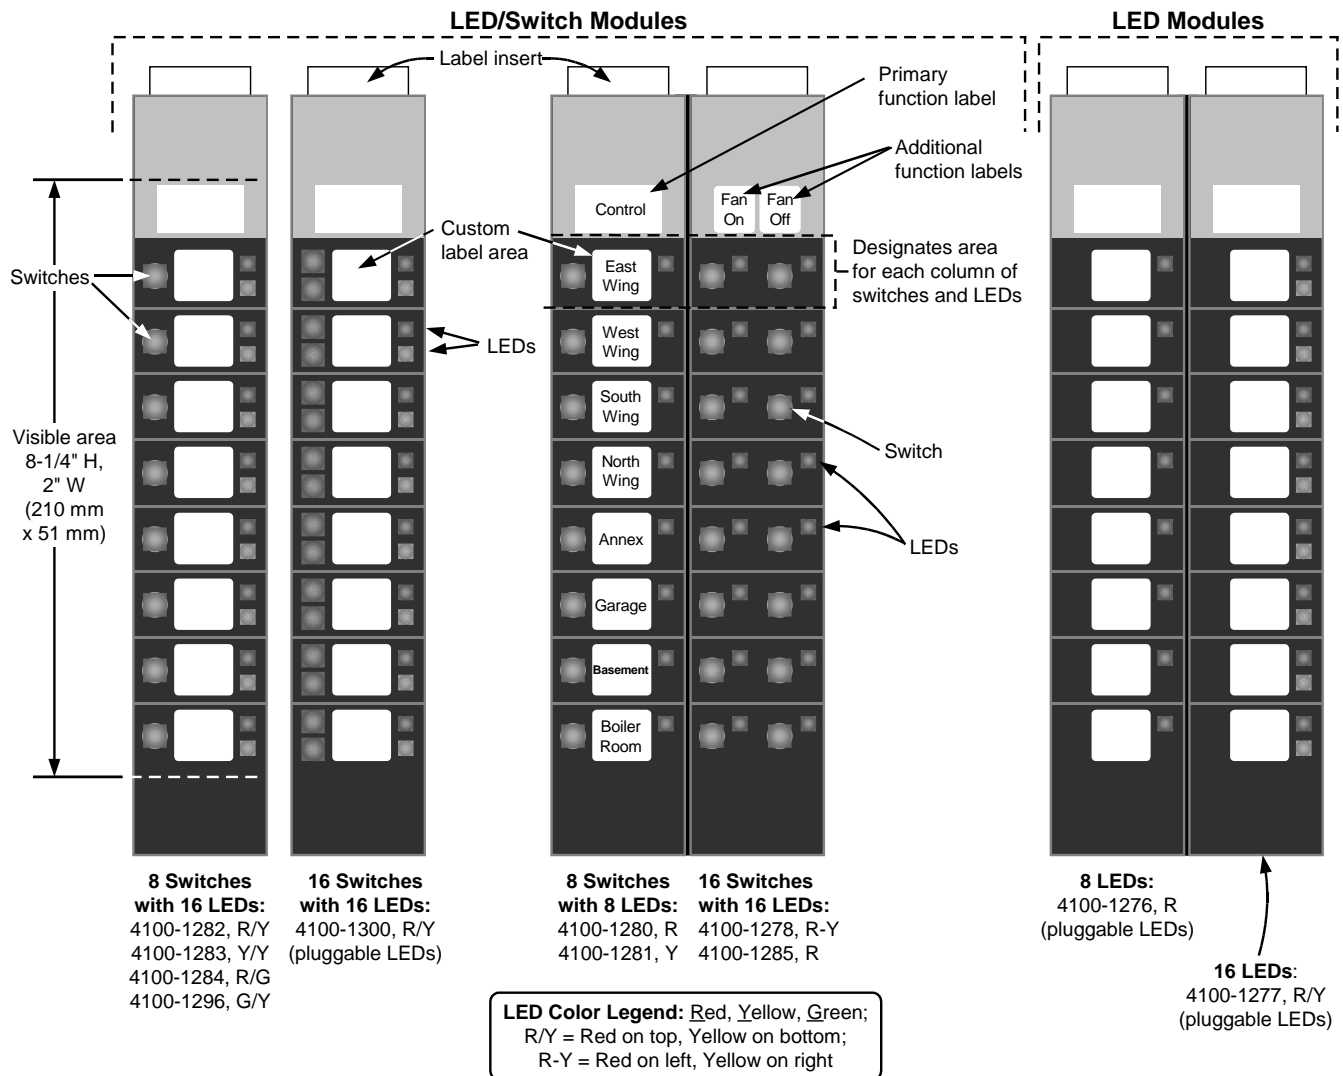 LED/Switch Modules
LED Modules
Label insert
Primary
function label
Additional
function labels
Control
Fan
On
Fan
Off
Custom
label area
Designates area
for each column of
switches and LEDs
Switches
East
Wing
West
Wing
LEDs
South
Wing
Switch
Visible area
8-1/4" H,
2" W
(210 mm
x 51 mm)
North
Wing
Annex
LEDs
Garage
Basement
Boiler
Room
8 Switches
with 16 LEDs:
4100-1282, R/Y
4100-1283, Y/Y
4100-1284, R/G
4100-1296, G/Y
16 Switches
with 16 LEDs:
4100-1300, R/Y
(pluggable LEDs)
8 Switches
with 8 LEDs:
4100-1280, R
4100-1281, Y
16 Switches
with 16 LEDs:
4100-1278, R-Y
4100-1285, R
8 LEDs:
4100-1276, R
(pluggable LEDs)
16 LEDs:
4100-1277, R/Y
(pluggable LEDs)
LED Color Legend: Red, Yellow, Green;
R/Y = Red on top, Yellow on bottom;
R-Y = Red on left, Yellow on right